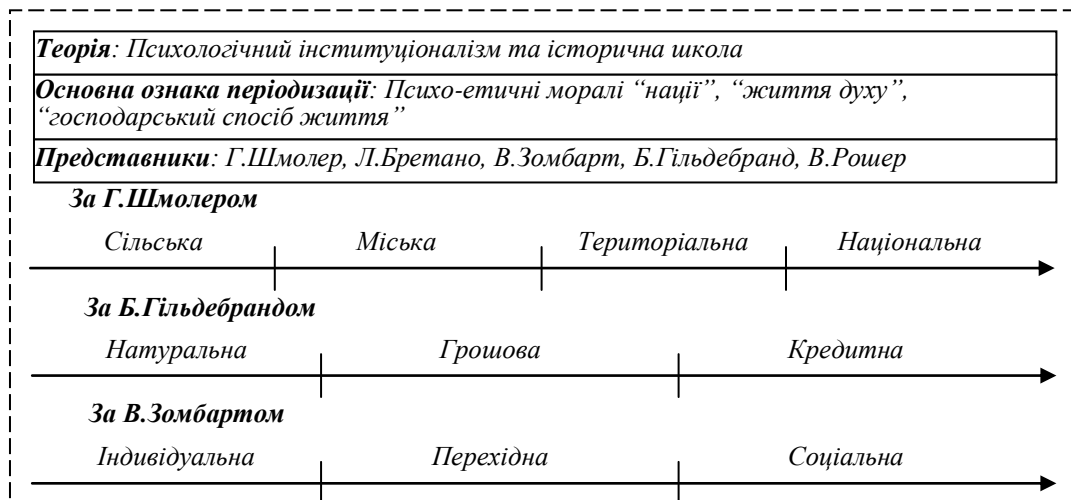 Теорія: Психологічний інституціоналізм та історична школа
Основна ознака періодизації: Психо-етичні моралі “нації”, “життя духу”,
“господарський спосіб життя”
Представники: Г.Шмолер, Л.Бретано, В.Зомбарт, Б.Гільдебранд, В.Рошер
За Г.Шмолером
Сільська Міська Територіальна Національна
За Б.Гільдебрандом
Натуральна Грошова Кредитна
За В.Зомбартом
Індивідуальна Перехідна Соціальна